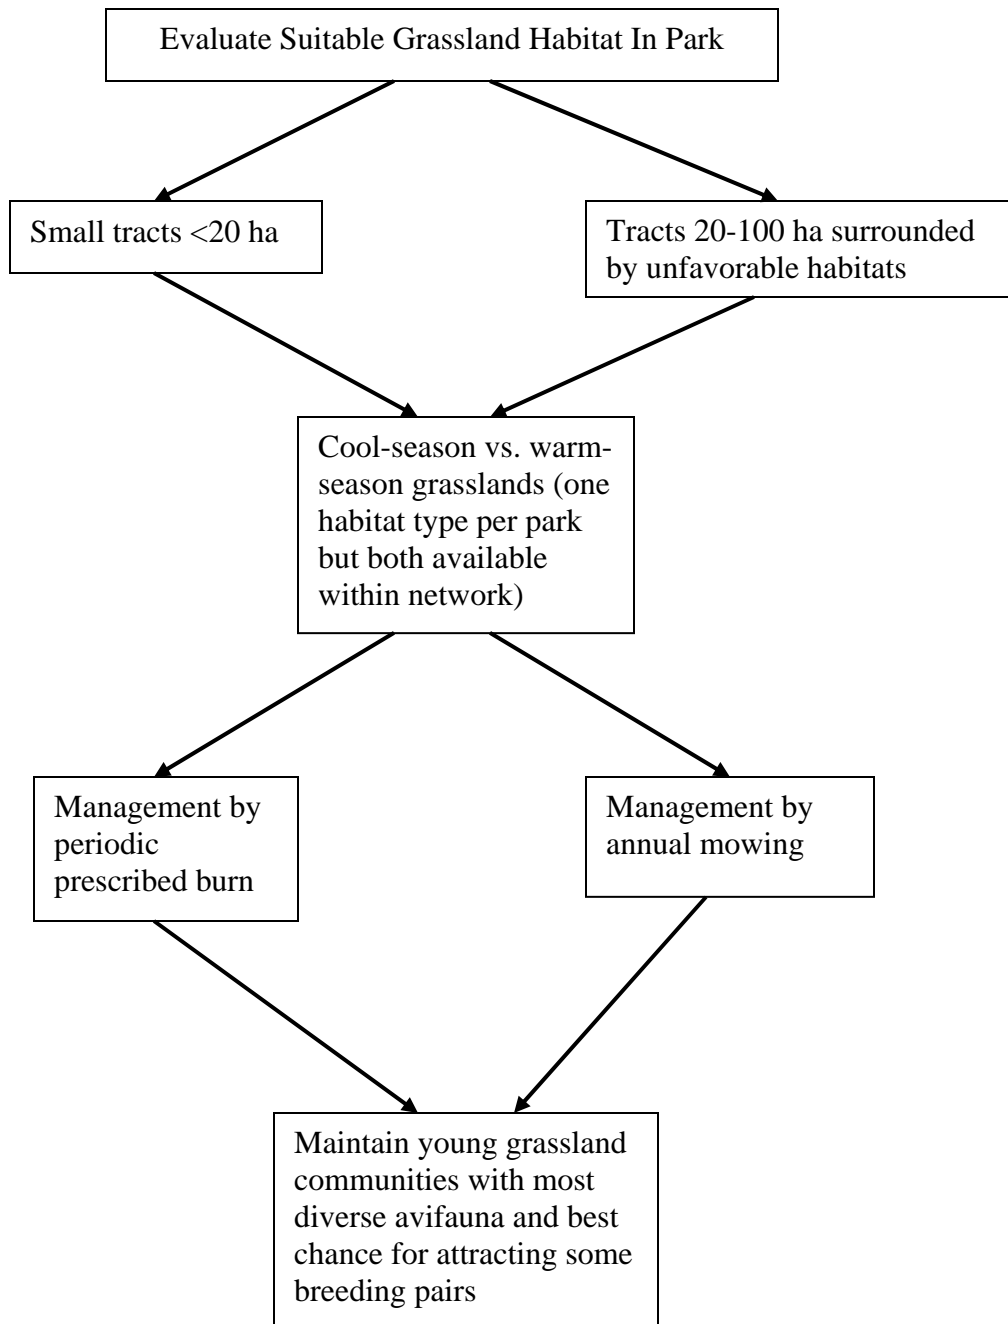 Evaluate Suitable Grassland Habitat In Park
Small tracts <20 ha
Tracts 20-100 ha surrounded
by unfavorable habitats
Cool-season vs. warm-
season grasslands (one
habitat type per park
but both available
within network)
Management by
periodic
prescribed burn
Management by
annual mowing
Maintain young grassland
communities with most
diverse avifauna and best
chance for attracting some
breeding pairs